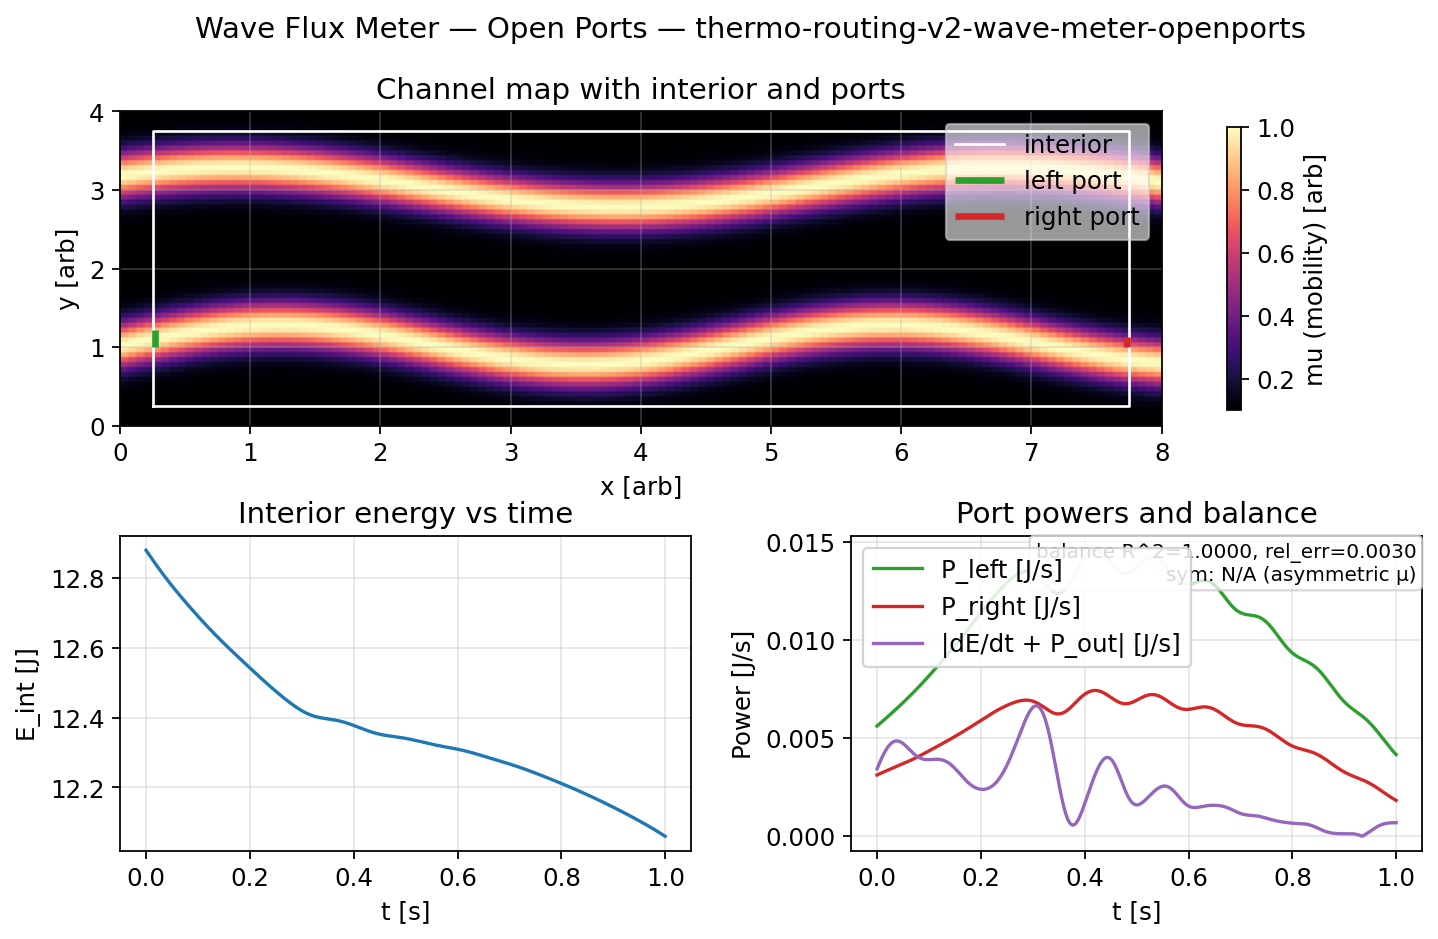 Wave Flux Meter — Open Ports — thermo-routing-v2-wave-meter-openports
Channel map with interior and ports
4
3
2
1
0
y [arb]
interior
left port
right port
0 1 2 3 4 5 6 7 8
x [arb]
1.0
0.8
0.6
0.4
0.2
mu (mobility) [arb]
Interior energy vs time
12.8
12.6
12.4
12.2
E_int [J]
0.0 0.2 0.4 0.6 0.8 1.0
t [s]
Port powers and balance
balance R^2=1.0000, rel_err=0.0030
sym: N/A (asymmetric μ)
P_left [J/s]
P_right [J/s]
|dE/dt + P_out| [J/s]
0.015
0.010
0.005
0.000
Power [J/s]
0.0 0.2 0.4 0.6 0.8 1.0
t [s]